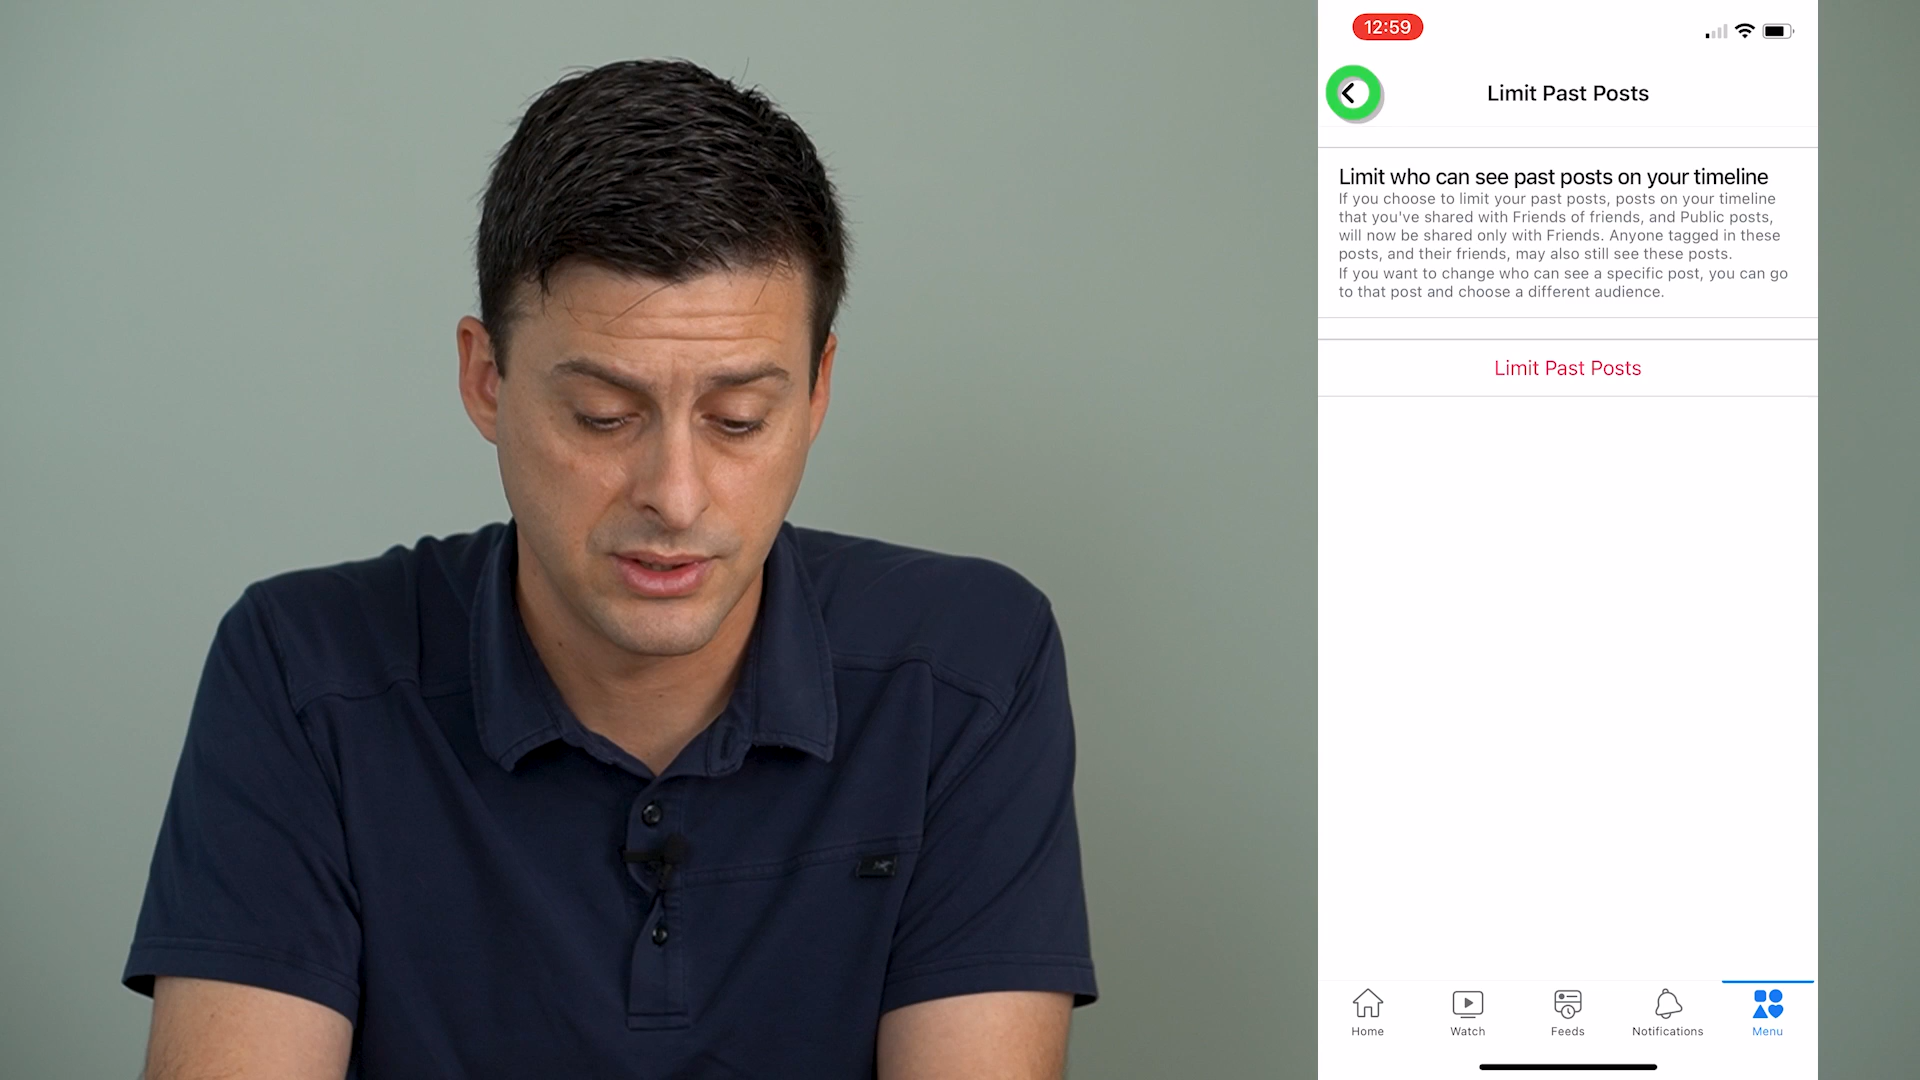 12:59
Limit Past Posts
Limit who can see past posts on your timeline
If you choose to limit your past posts, posts on your timeline
that you've shared with Friends of friends, and Public posts,
will now be shared only with Friends. Anyone tagged in these
posts, and their friends, may also still see these posts.
If you want to change who can see a specific post, you can go
to that post and choose a different audience.
Limit Past Posts
Home
Watch
Feeds
Notifications
Menu